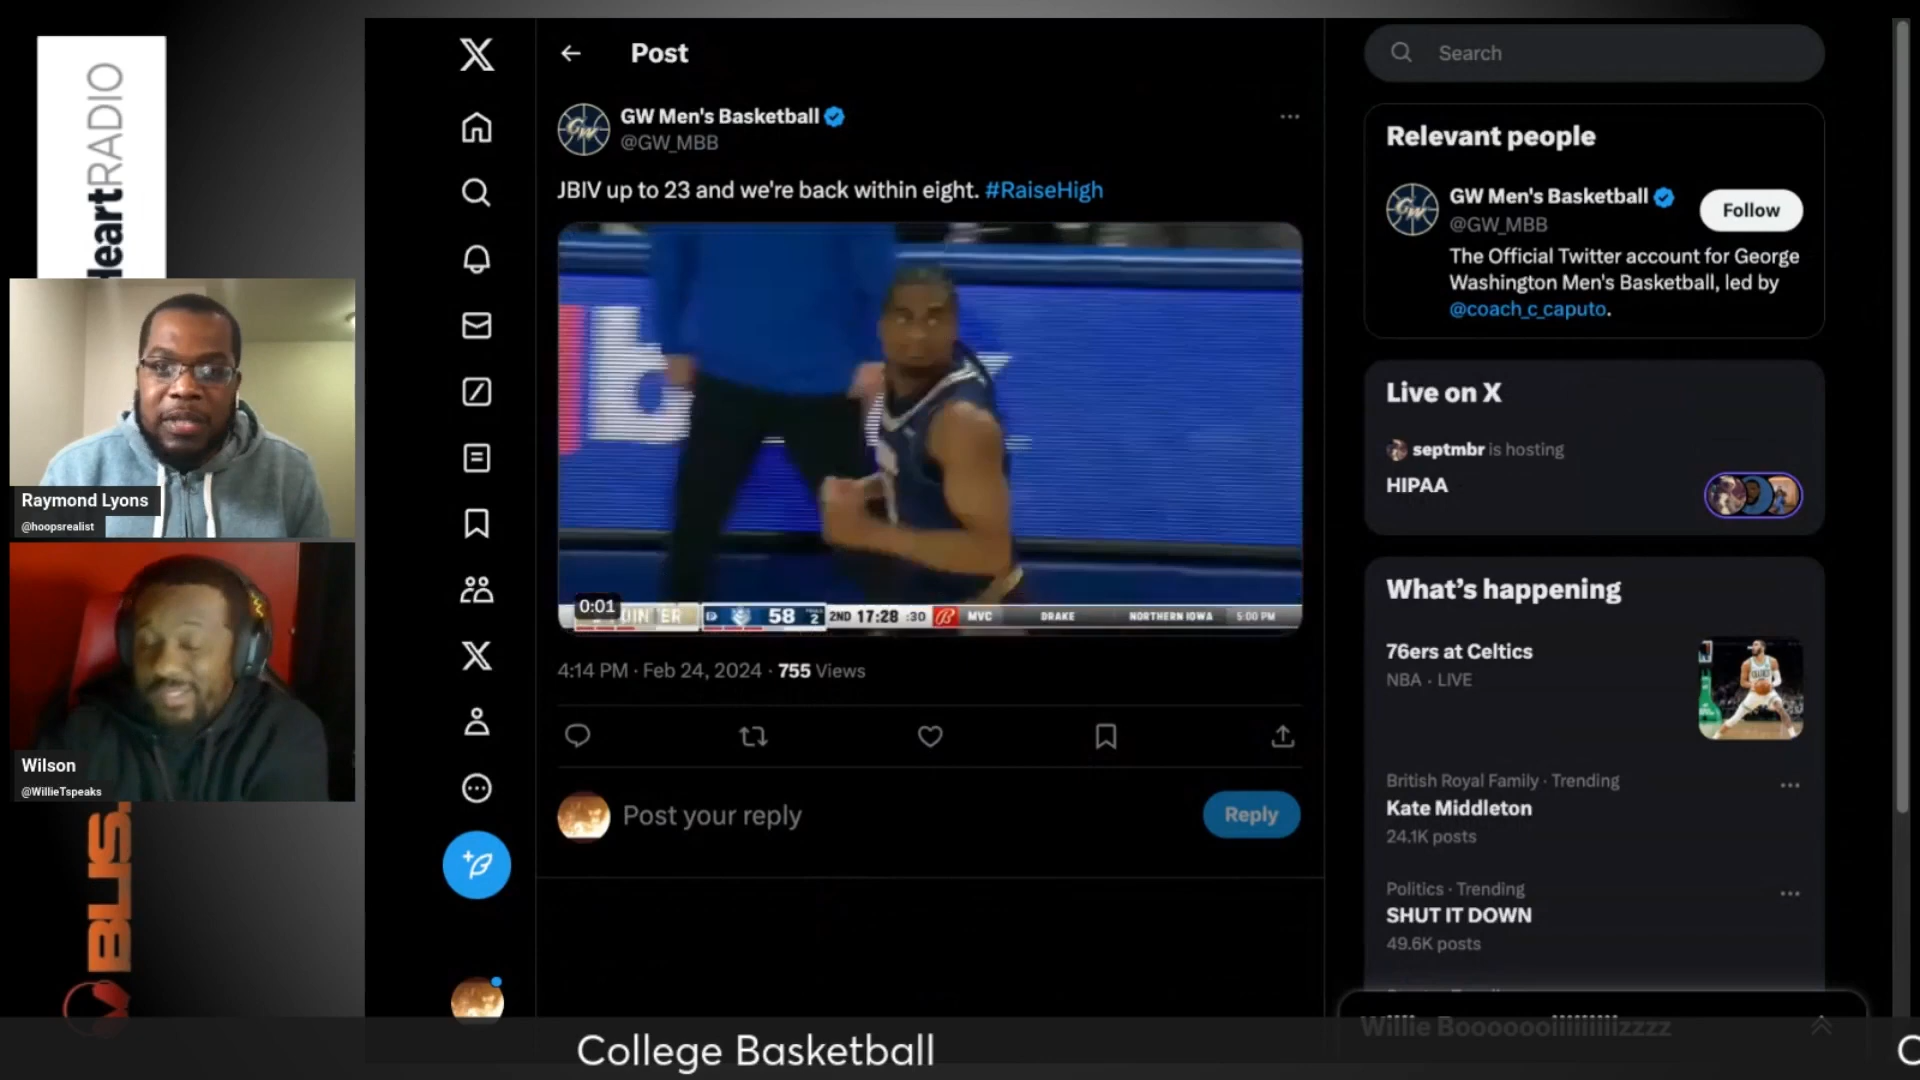 heartRADIO
Raymond Lyons
@hoopsrealist
Wilson
@WillieTspeaks
Post
GW Men's Basketball
@GW_MBB
JBIV up to 23 and we're back within eight. #RaiseHigh
0:01
58
2
2ND 17:28 :30
MVC DRAKE NORTHERN IOWA 5:00 PM
4:14 PM · Feb 24, 2024 · 755 Views
Post your reply
Reply
Search
Relevant people
GW Men's Basketball
@GW_MBB
Follow
The Official Twitter account for George
Washington Men's Basketball, led by
@coach_c_caputo.
Live on X
septmbr is hosting
HIPAA
What's happening
76ers at Celtics
NBA · LIVE
British Royal Family · Trending
Kate Middleton
24.1K posts
Politics · Trending
SHUT IT DOWN
49.6K posts
College Basketball